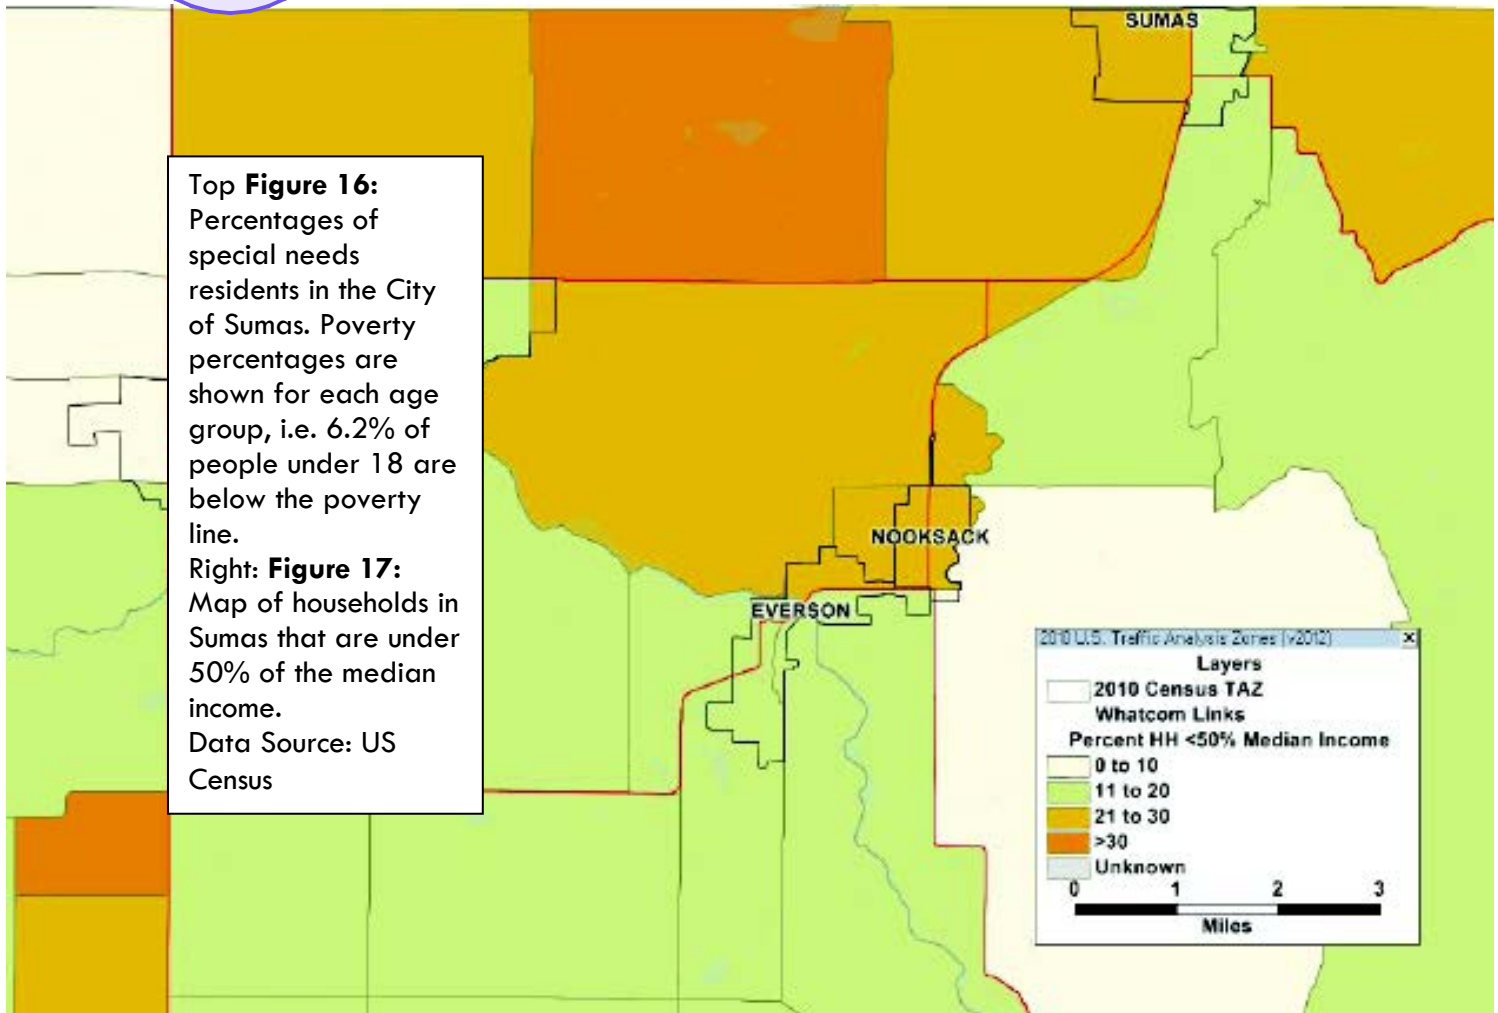 SUMAS
Top Figure 16:
Percentages of
special needs
residents in the City
of Sumas. Poverty
percentages are
shown for each age
group, i.e. 6.2% of
people under 18 are
below the poverty
line.
Right: Figure 17:
Map of households in
Sumas that are under
50% of the median
income.
Data Source: US
Census
NOOKSACK
EVERSON
2010 U.S. Traffic Analysis Zones (v2012)
Layers
2010 Census TAZ
Whatcom Links
Percent HH <50% Median Income
0 to 10
11 to 20
21 to 30
>30
Unknown
0 1 2 3
Miles